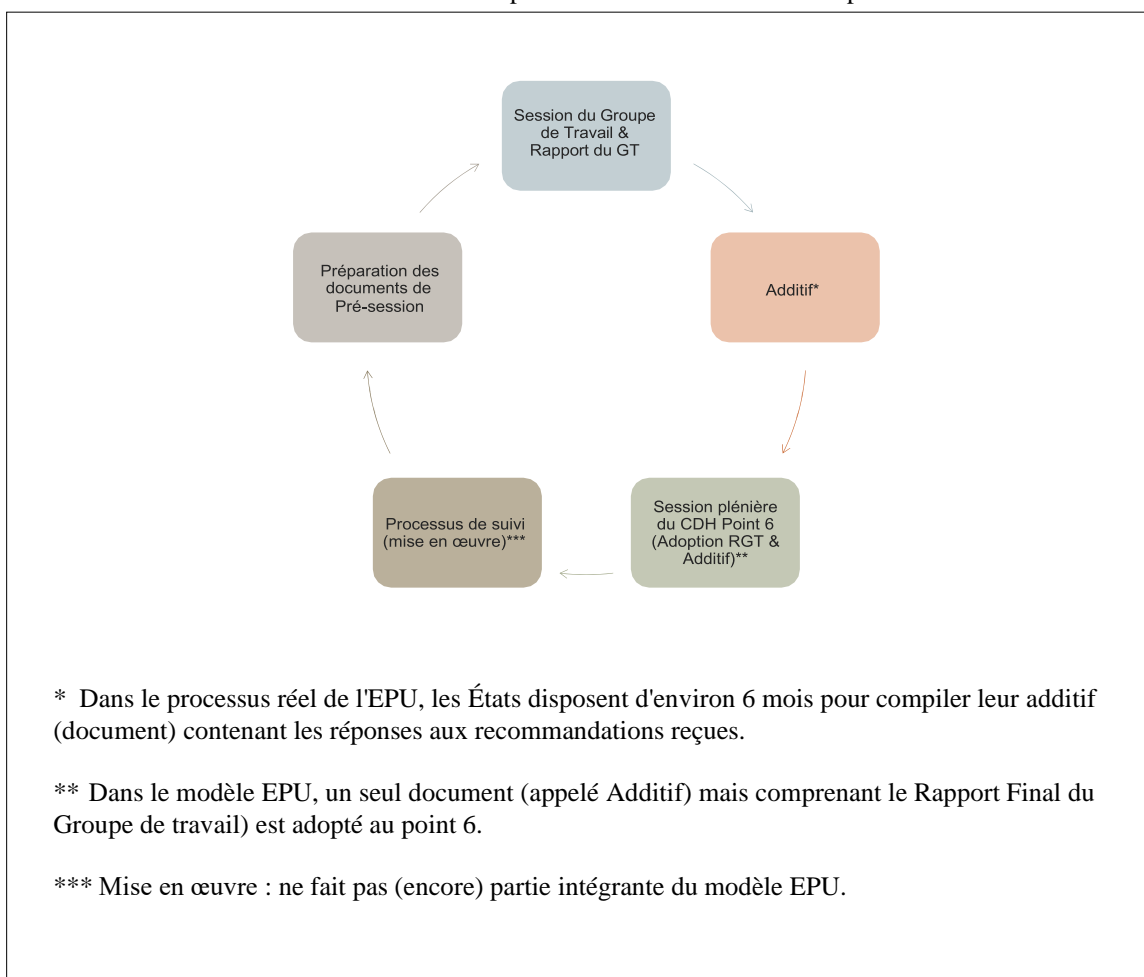 Session du Groupe
de Travail &
Rapport du GT
Additif*
Session plénière
du CDH Point 6
(Adoption RGT &
Additif)**
Processus de suivi
(mise en œuvre)***
Préparation des
documents de
Pré-session
* Dans le processus réel de l'EPU, les États disposent d'environ 6 mois pour compiler leur additif
(document) contenant les réponses aux recommandations reçues.
** Dans le modèle EPU, un seul document (appelé Additif) mais comprenant le Rapport Final du
Groupe de travail) est adopté au point 6.
*** Mise en œuvre : ne fait pas (encore) partie intégrante du modèle EPU.